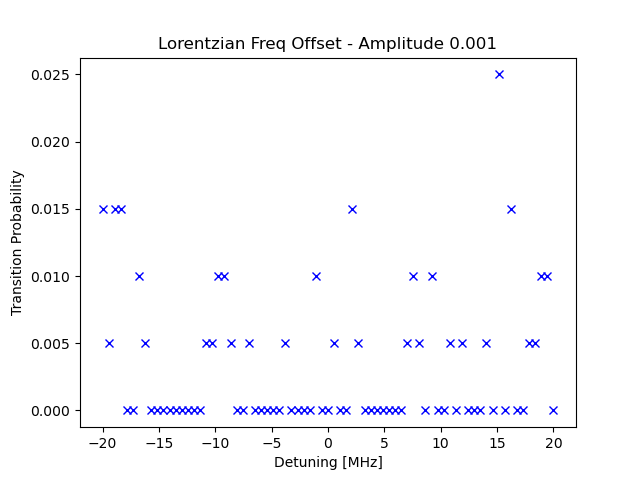 Lorentzian Freq Offset - Amplitude 0.001
0.025
0.020
0.015
0.010
0.005
0.000
Transition Probability
−20 −15 −10 −5 0 5 10 15 20
Detuning [MHz]